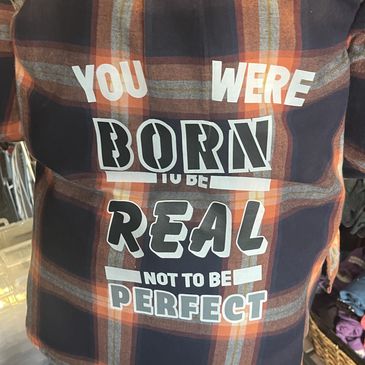 YOU WERE
BORN
TO BE
REAL
NOT TO BE
PERFECT